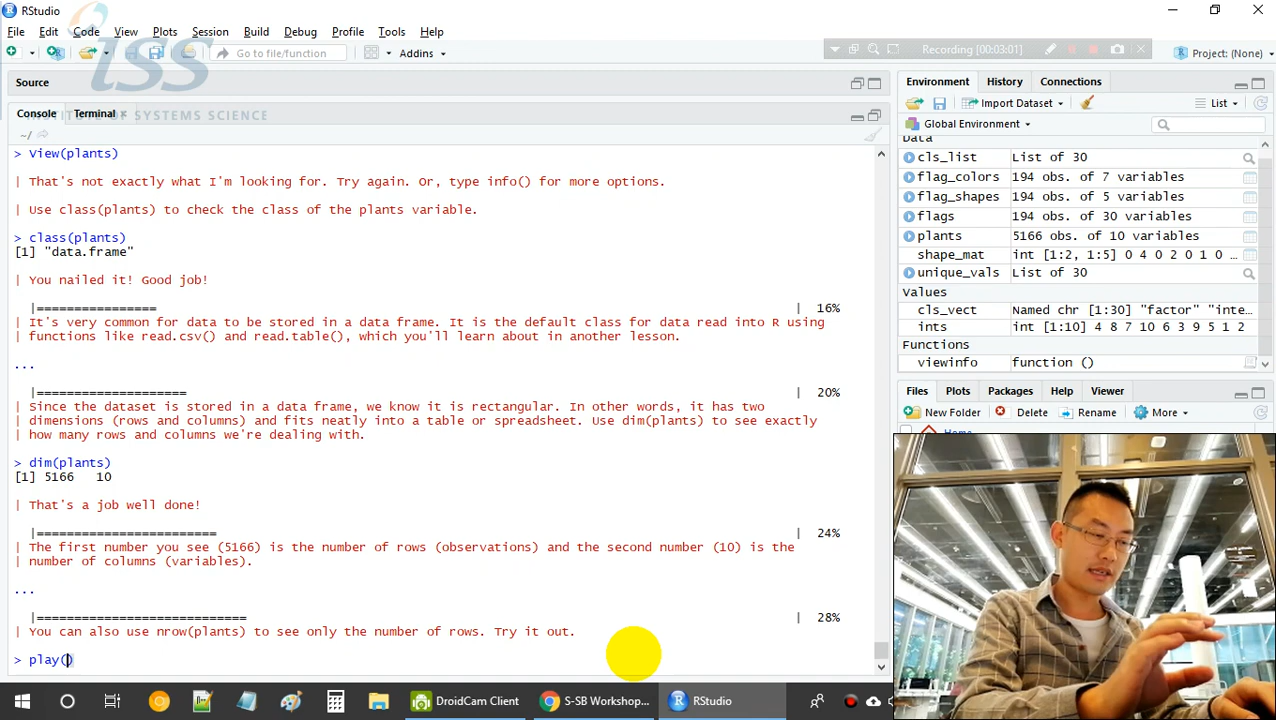 RStudio
File Edit Code View Plots Session Build Debug Profile Tools Help
Go to file/function
Addins
Recording [00:03:01]
Project: (None)
iss
INSTITUTE OF SYSTEMS SCIENCE
Source
Console Terminal
~/
> View(plants)
| That's not exactly what I'm looking for. Try again. Or, type info() for more options.
| Use class(plants) to check the class of the plants variable.
> class(plants)
[1] "data.frame"
| You nailed it! Good job!
|================ | 16%
| It's very common for data to be stored in a data frame. It is the default class for data read into R using
| functions like read.csv() and read.table(), which you'll learn about in another lesson.
...
|==================== | 20%
| Since the dataset is stored in a data frame, we know it is rectangular. In other words, it has two
| dimensions (rows and columns) and fits neatly into a table or spreadsheet. Use dim(plants) to see exactly
| how many rows and columns we're dealing with.
> dim(plants)
[1] 5166 10
| That's a job well done!
|======================== | 24%
| The first number you see (5166) is the number of rows (observations) and the second number (10) is the
| number of columns (variables).
...
|============================ | 28%
| You can also use nrow(plants) to see only the number of rows. Try it out.
> play()
Environment History Connections
Import Dataset List
Global Environment
Data
cls_list List of 30
flag_colors 194 obs. of 7 variables
flag_shapes 194 obs. of 5 variables
flags 194 obs. of 30 variables
plants 5166 obs. of 10 variables
shape_mat int [1:2, 1:5] 0 4 0 2 0 1 0 …
unique_vals List of 30
Values
cls_vect Named chr [1:30] "factor" "inte…
ints int [1:10] 4 8 7 10 6 3 9 5 1 2
Functions
viewinfo function ()
Files Plots Packages Help Viewer
New Folder Delete Rename More
Home
DroidCam Client
S-SB Workshop...
RStudio